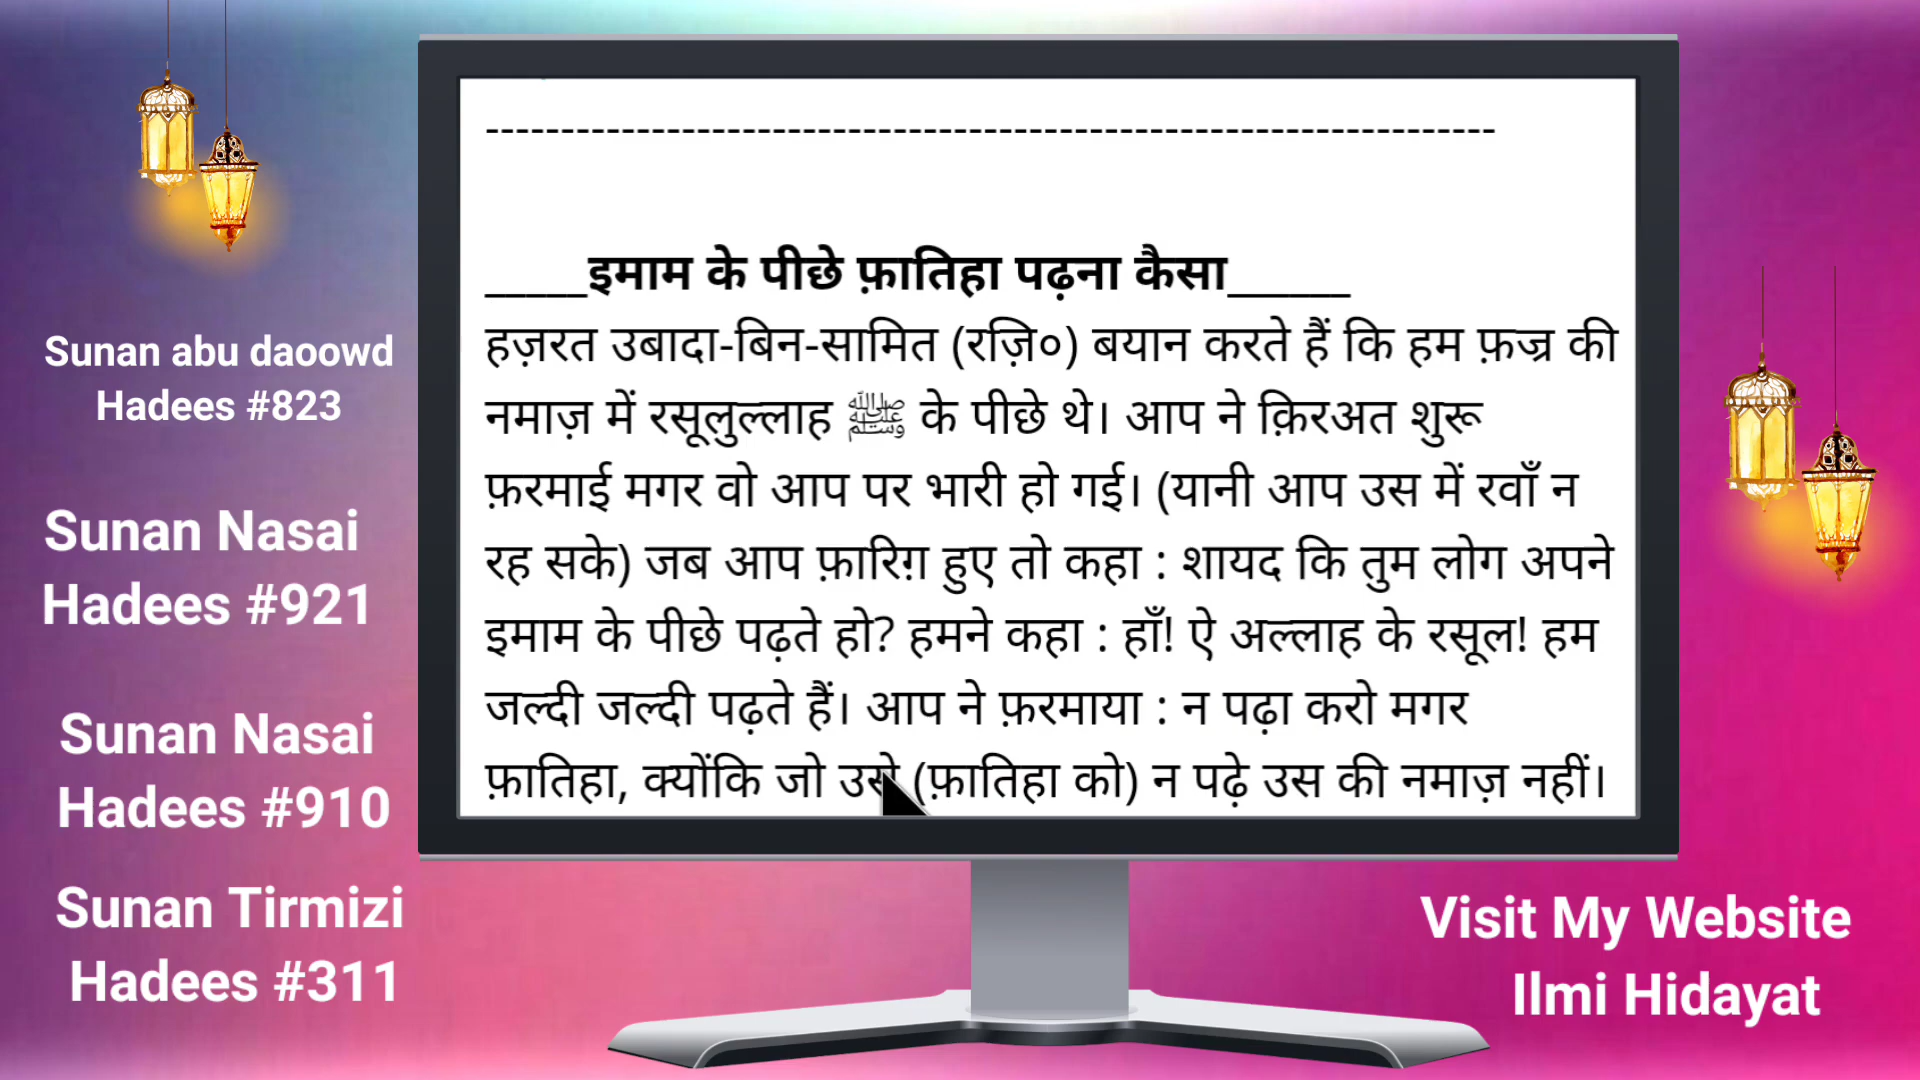 Sunan abu daoowd
Hadees #823
Sunan Nasai
Hadees #921
Sunan Nasai
Hadees #910
Sunan Tirmizi
Hadees #311
----------------------------------------------------------------------
_____इमाम के पीछे फ़ातिहा पढ़ना कैसा______
हज़रत उबादा-बिन-सामित (रज़ि०) बयान करते हैं कि हम फ़ज्र की
नमाज़ में रसूलुल्लाह ﷺ के पीछे थे। आप ने क़िरअत शुरू
फ़रमाई मगर वो आप पर भारी हो गई। (यानी आप उस में रवाँ न
रह सके) जब आप फ़ारिग़ हुए तो कहा : शायद कि तुम लोग अपने
इमाम के पीछे पढ़ते हो? हमने कहा : हाँ! ऐ अल्लाह के रसूल! हम
जल्दी जल्दी पढ़ते हैं। आप ने फ़रमाया : न पढ़ा करो मगर
फ़ातिहा, क्योंकि जो उसे (फ़ातिहा को) न पढ़े उस की नमाज़ नहीं।
Visit My Website
Ilmi Hidayat